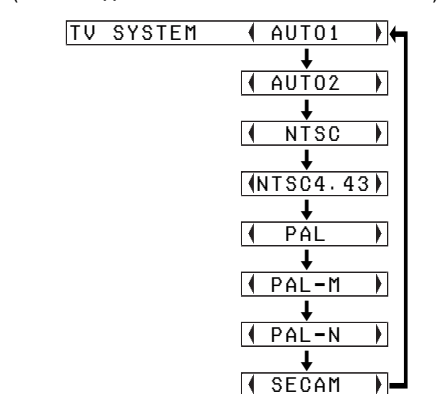 TV SYSTEM AUTO1
AUTO2
NTSC
NTSC4.43
PAL
PAL-M
PAL-N
SECAM